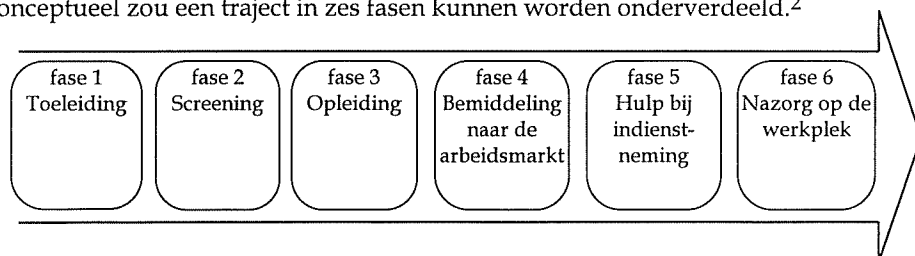 onceptueel zou een traject in zes fasen kunnen worden onderverdeeld.2
fase 1
Toeleiding
fase 2
Screening
fase 3
Opleiding
fase 4
Bemiddeling
naar de
arbeidsmarkt
fase 5
Hulp bij
indienst-
neming
fase 6
Nazorg op de
werkplek